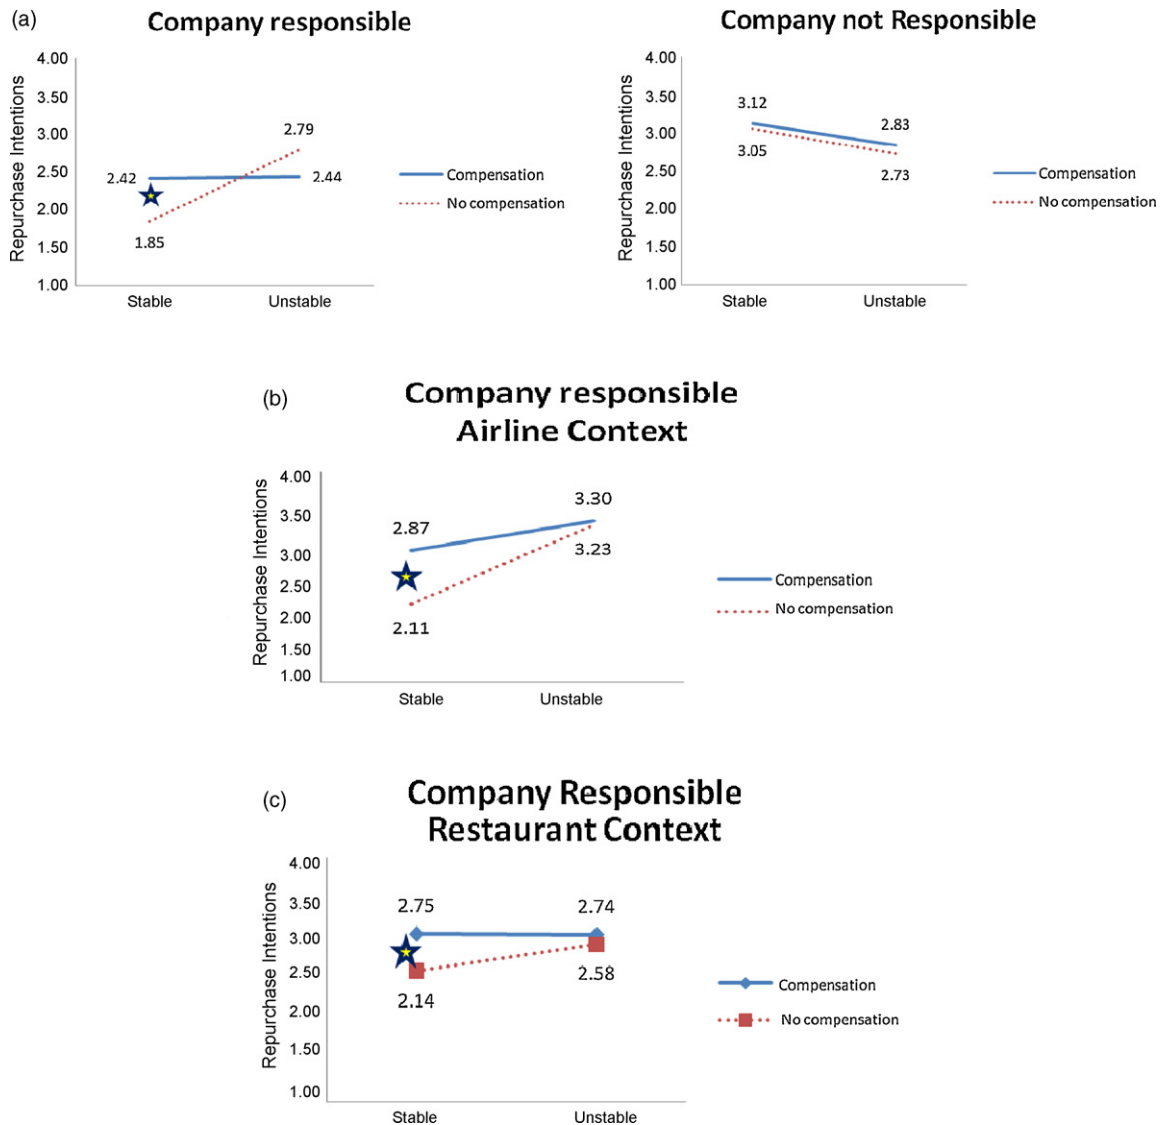 (a)
Company responsible
Repurchase Intentions
4.00
3.50
3.00
2.50
2.00
1.50
1.00
2.79
2.42
2.44
1.85
Stable
Unstable
Compensation
No compensation
Company not Responsible
Repurchase Intentions
4.00
3.50
3.00
2.50
2.00
1.50
1.00
3.12
2.83
3.05
2.73
Stable
Unstable
Compensation
No compensation
(b)
Company responsible
Airline Context
Repurchase Intentions
4.00
3.50
3.00
2.50
2.00
1.50
1.00
3.30
2.87
3.23
2.11
Stable
Unstable
Compensation
No compensation
(c)
Company Responsible
Restaurant Context
Repurchase Intentions
4.00
3.50
3.00
2.50
2.00
1.50
1.00
2.75
2.74
2.58
2.14
Stable
Unstable
Compensation
No compensation